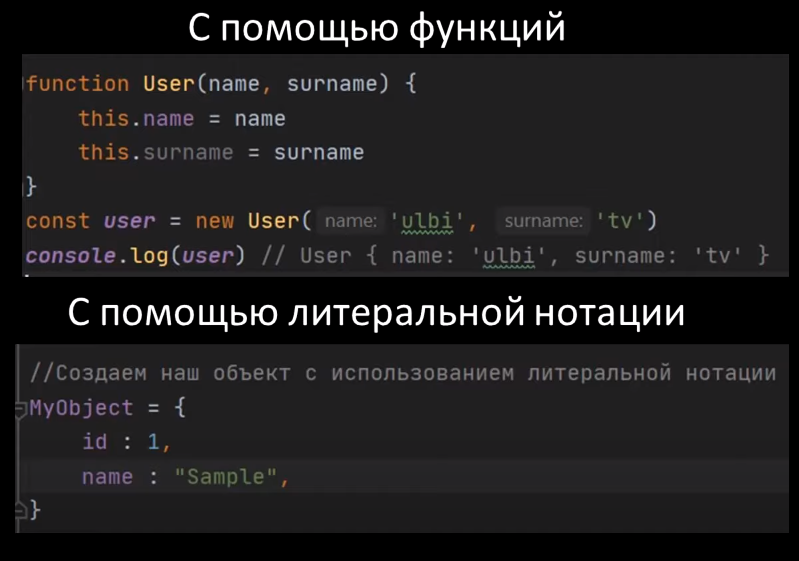 С помощью функций
function User(name, surname) {
this.name = name
this.surname = surname
}
const user = new User( name: 'ulbi', surname: 'tv')
console.log(user) // User { name: 'ulbi', surname: 'tv' }
С помощью литеральной нотации
//Создаем наш объект с использованием литеральной нотации
MyObject = {
id : 1,
name : "Sample",
}